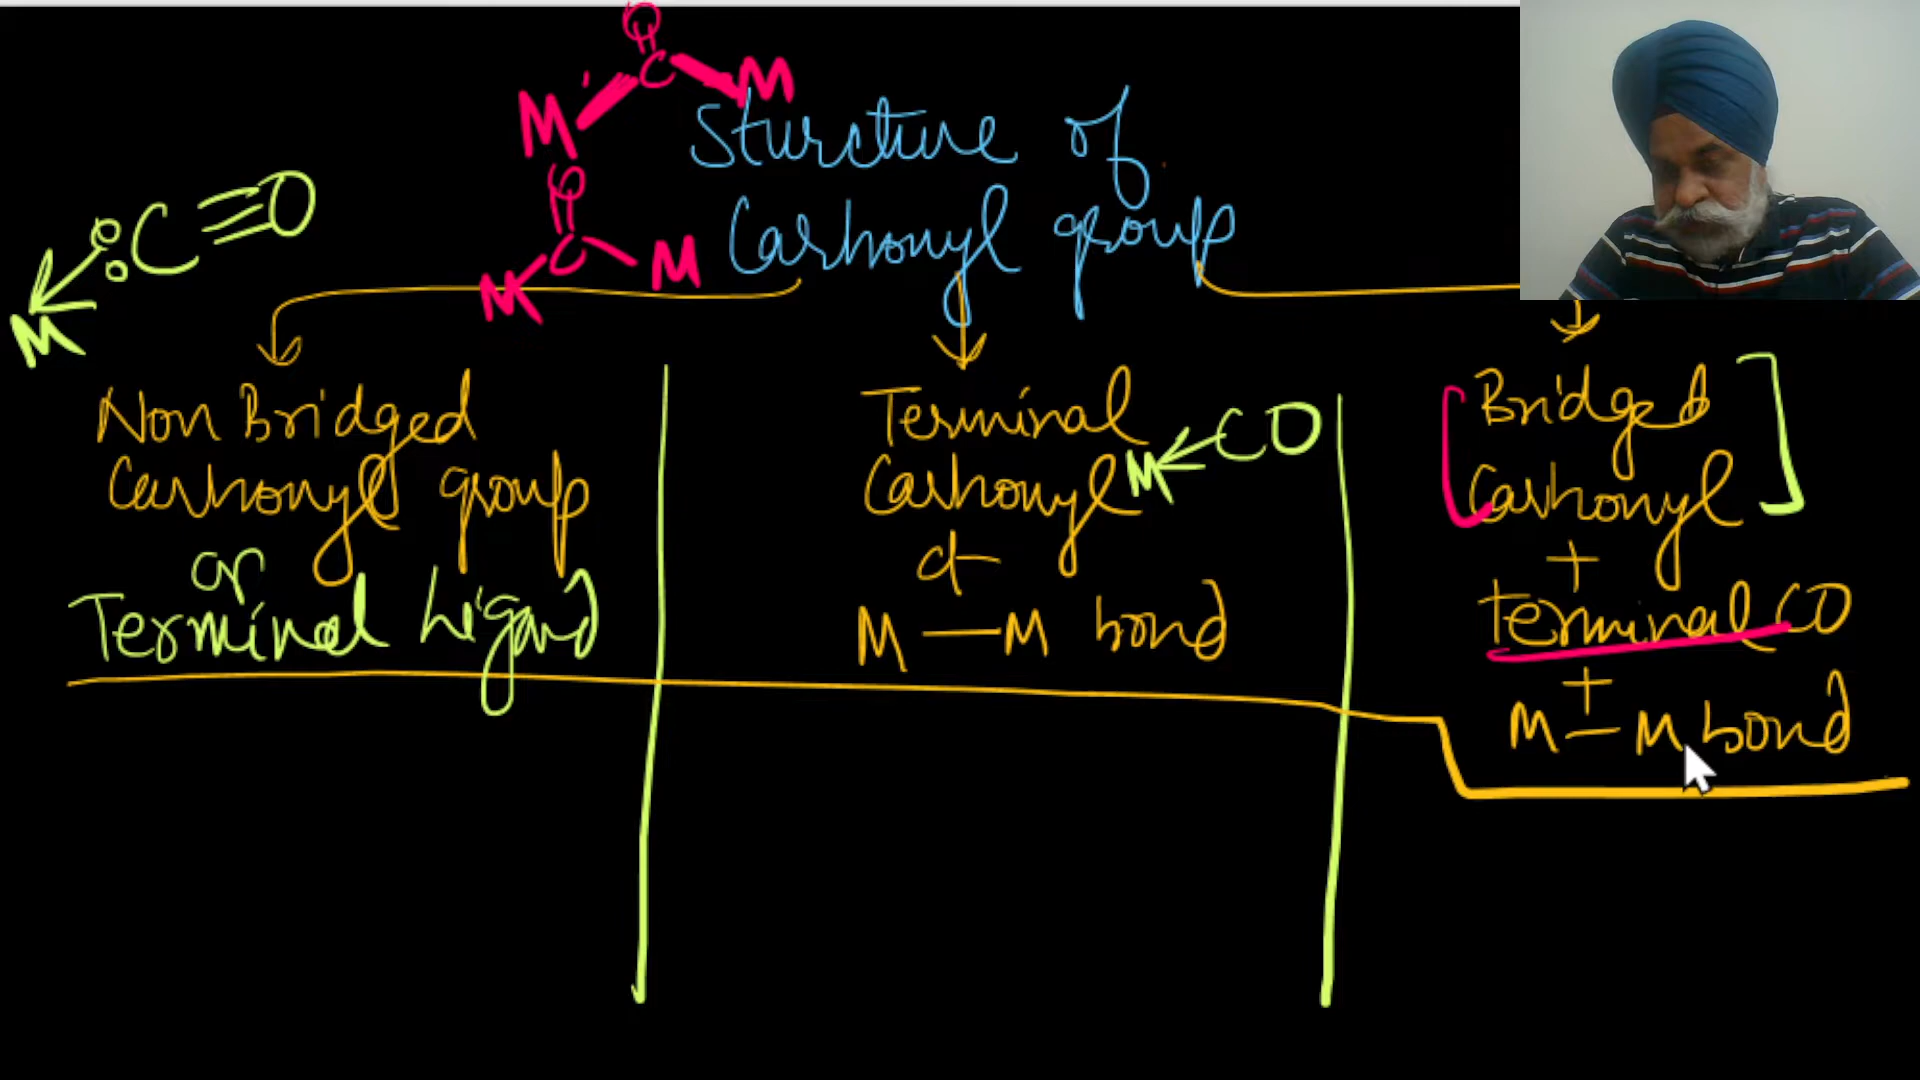 O
C
M M
Sturcture of
O
C
M M
Carbonyl group
M :C≡O
Non Bridged
Carbonyl group
or
Terminal Ligand
Terminal
Carbonyl M ← CO
+
M — M bond
[Bridged
Carbonyl]
+
terminal CO
+
M — M bond